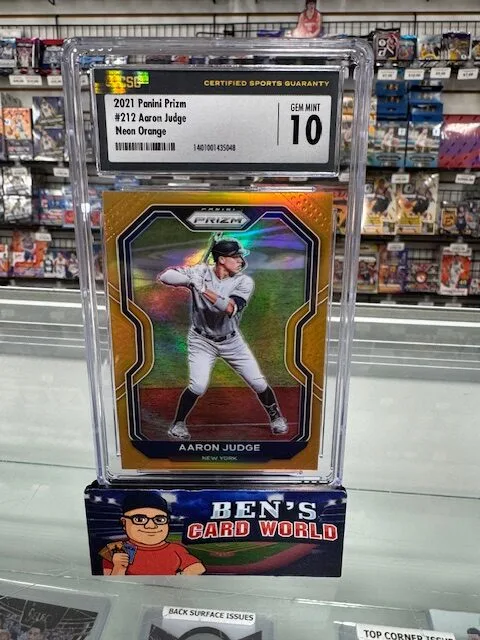 CSG
CERTIFIED SPORTS GUARANTY
2021 Panini Prizm
#212 Aaron Judge
Neon Orange
GEM MINT
10
1401001435048
PANINI
PRIZM
AARON JUDGE
NEW YORK
BEN'S
CARD WORLD
BACK SURFACE ISSUES
TOP CORNER ISSUE